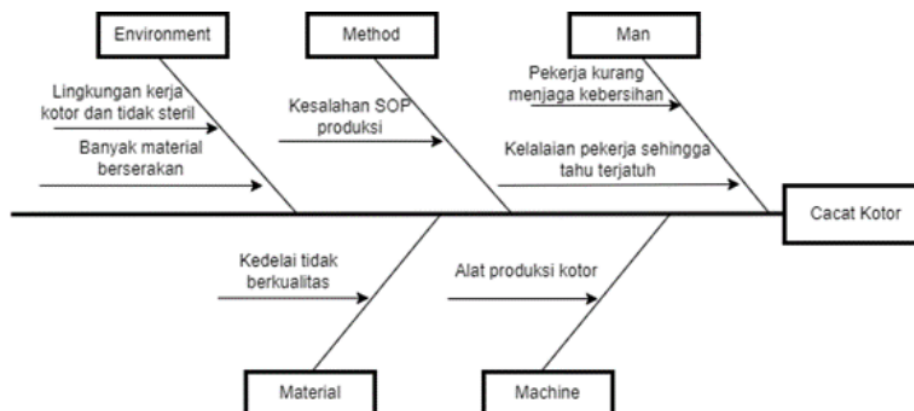 Environment
Method
Man
Lingkungan kerja
kotor dan tidak steril
Banyak material
berserakan
Kesalahan SOP
produksi
Pekerja kurang
menjaga kebersihan
Kelalaian pekerja sehingga
tahu terjatuh
Cacat Kotor
Kedelai tidak
berkualitas
Alat produksi kotor
Material
Machine